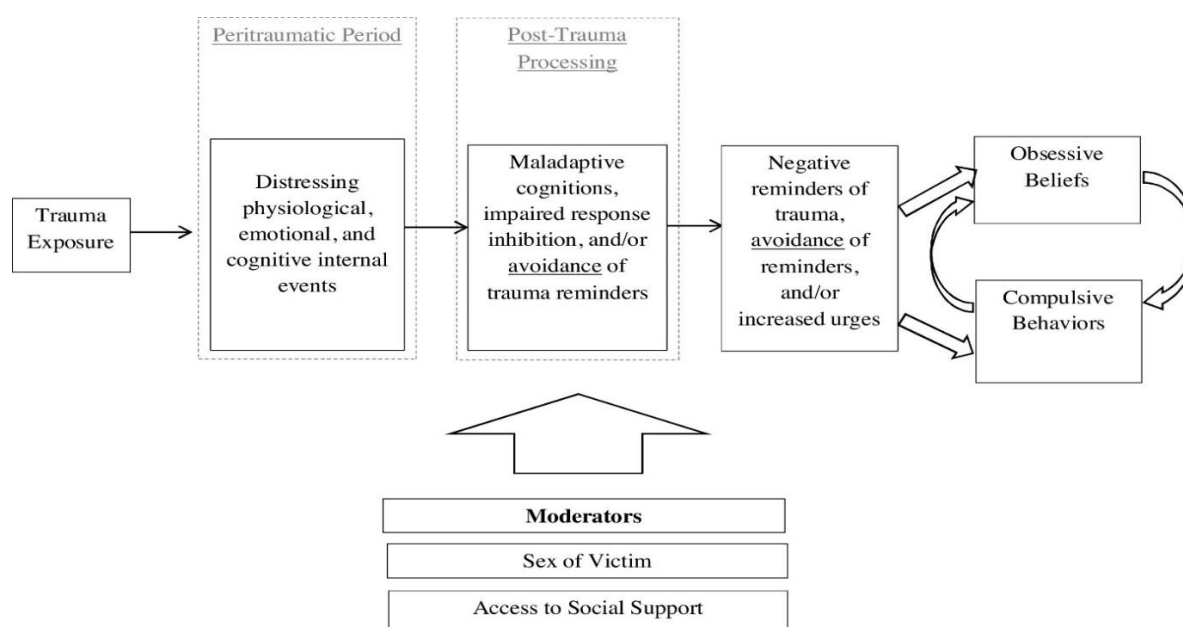 Peritraumatic Period
Post-Trauma
Processing
Trauma
Exposure
Distressing
physiological,
emotional, and
cognitive internal
events
Maladaptive
cognitions,
impaired response
inhibition, and/or
avoidance of
trauma reminders
Negative
reminders of
trauma,
avoidance of
reminders,
and/or
increased urges
Obsessive
Beliefs
Compulsive
Behaviors
Moderators
Sex of Victim
Access to Social Support